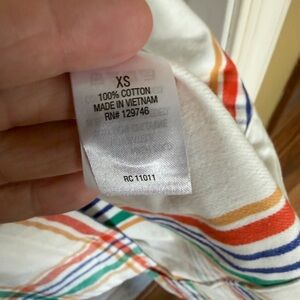 XS
100% COTTON
MADE IN VIETNAM
RN# 129746
RC 11011